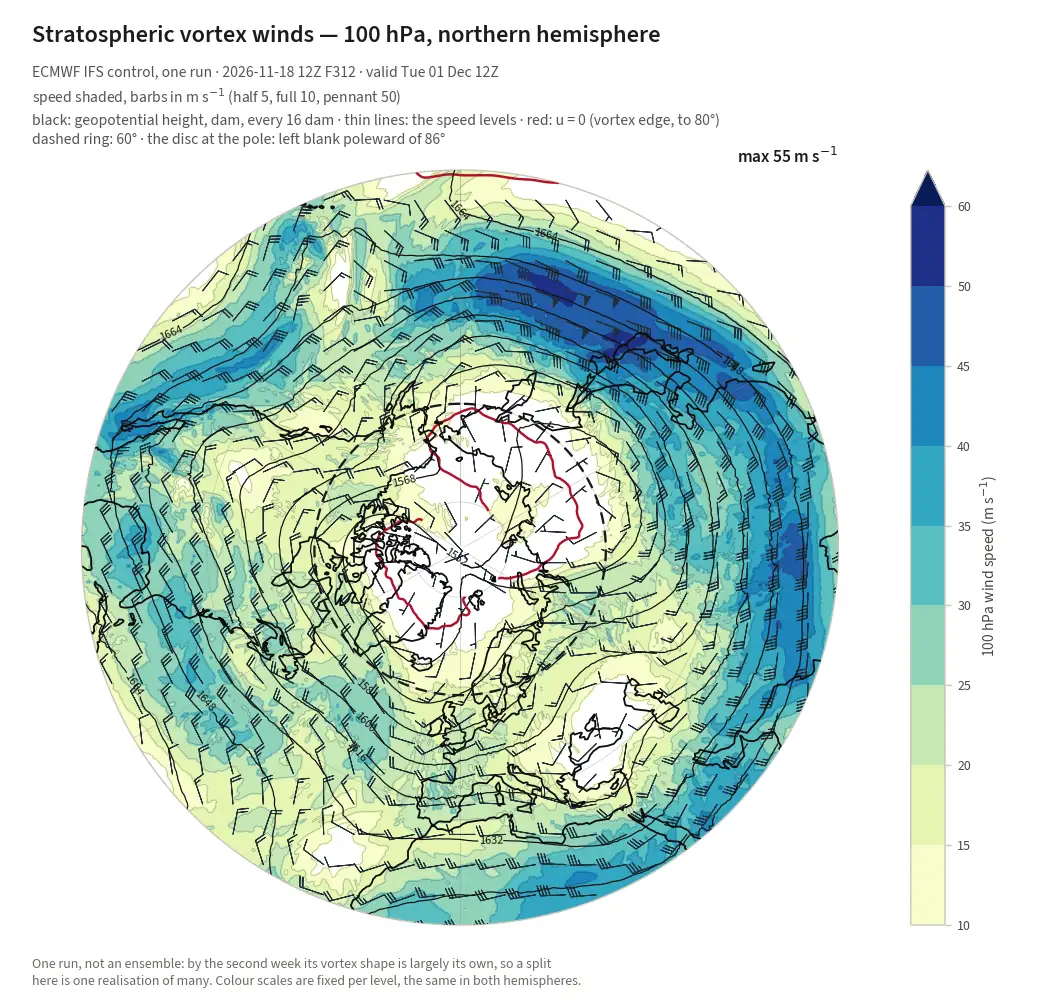 Stratospheric vortex winds — 100 hPa, northern hemisphere
ECMWF IFS control, one run · 2026-11-18 12Z F312 · valid Tue 01 Dec 12Z
speed shaded, barbs in m s⁻¹ (half 5, full 10, pennant 50)
black: geopotential height, dam, every 16 dam · thin lines: the speed levels · red: u = 0 (vortex edge, to 80°)
dashed ring: 60° · the disc at the pole: left blank poleward of 86°
max 55 m s⁻¹
1664
1664
1568
1664
1648
1616
1632
60
50
45
40
35
30
25
20
15
10
100 hPa wind speed (m s⁻¹)
One run, not an ensemble: by the second week its vortex shape is largely its own, so a split
here is one realisation of many. Colour scales are fixed per level, the same in both hemispheres.